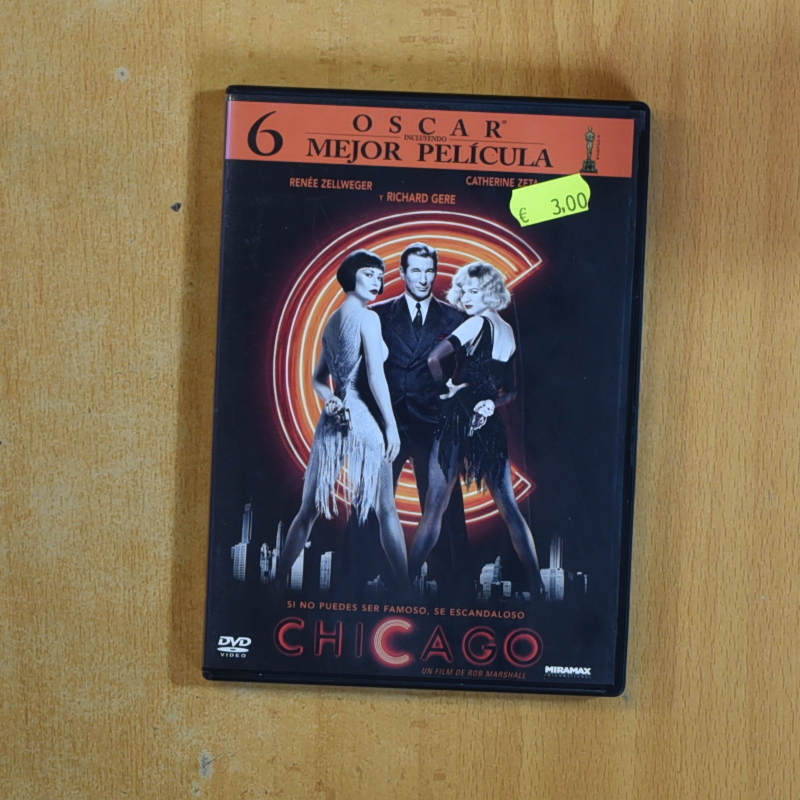 6
OSCAR®
INCLUYENDO
MEJOR PELÍCULA
RENÉE ZELLWEGER
CATHERINE ZETA
Y RICHARD GERE
€ 3,00
SI NO PUEDES SER FAMOSO, SE ESCANDALOSO
CHICAGO
UN FILM DE ROB MARSHALL
DVD
VIDEO
MIRAMAX
INTERNATIONAL